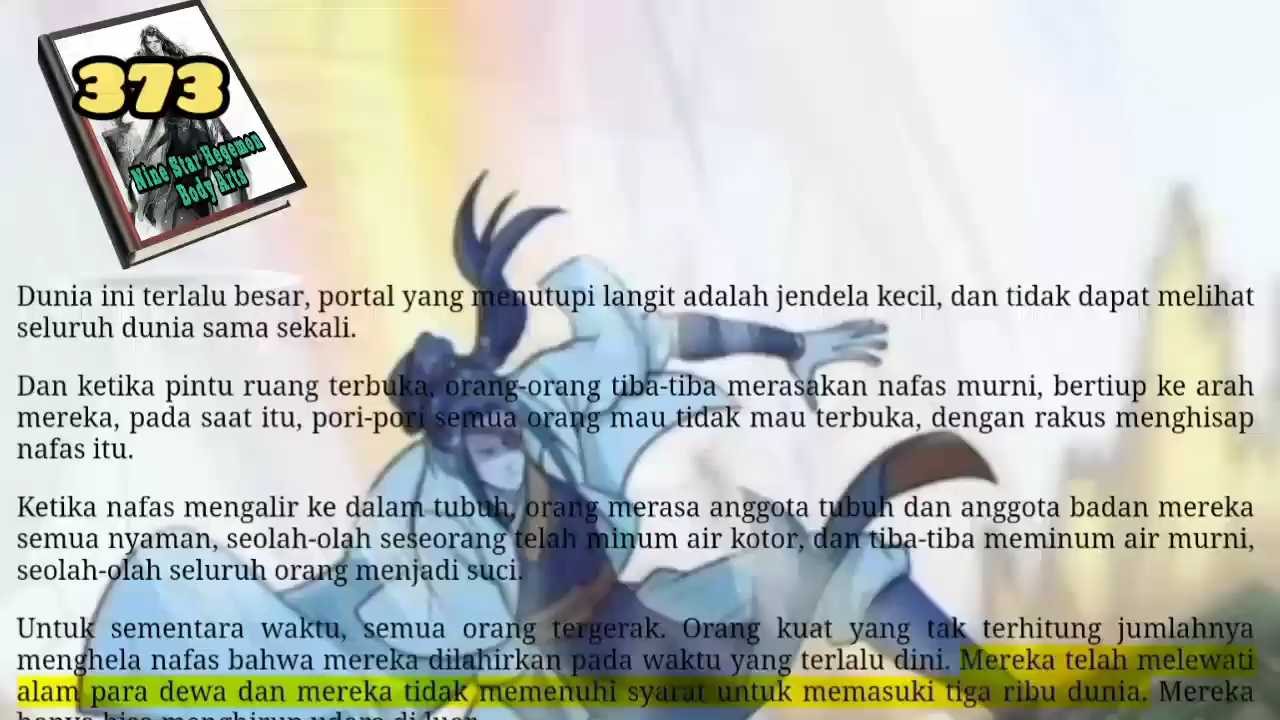 373
Nine Star Hegemon
Body Arts
Dunia ini terlalu besar, portal yang menutupi langit adalah jendela kecil, dan tidak dapat melihat
seluruh dunia sama sekali.
Dan ketika pintu ruang terbuka, orang-orang tiba-tiba merasakan nafas murni, bertiup ke arah
mereka, pada saat itu, pori-pori semua orang mau tidak mau terbuka, dengan rakus menghisap
nafas itu.
Ketika nafas mengalir ke dalam tubuh, orang merasa anggota tubuh dan anggota badan mereka
semua nyaman, seolah-olah seseorang telah minum air kotor, dan tiba-tiba meminum air murni,
seolah-olah seluruh orang menjadi suci.
Untuk sementara waktu, semua orang tergerak. Orang kuat yang tak terhitung jumlahnya
menghela nafas bahwa mereka dilahirkan pada waktu yang terlalu dini. Mereka telah melewati
alam para dewa dan mereka tidak memenuhi syarat untuk memasuki tiga ribu dunia. Mereka
hanya bisa menghirup udara di luar.